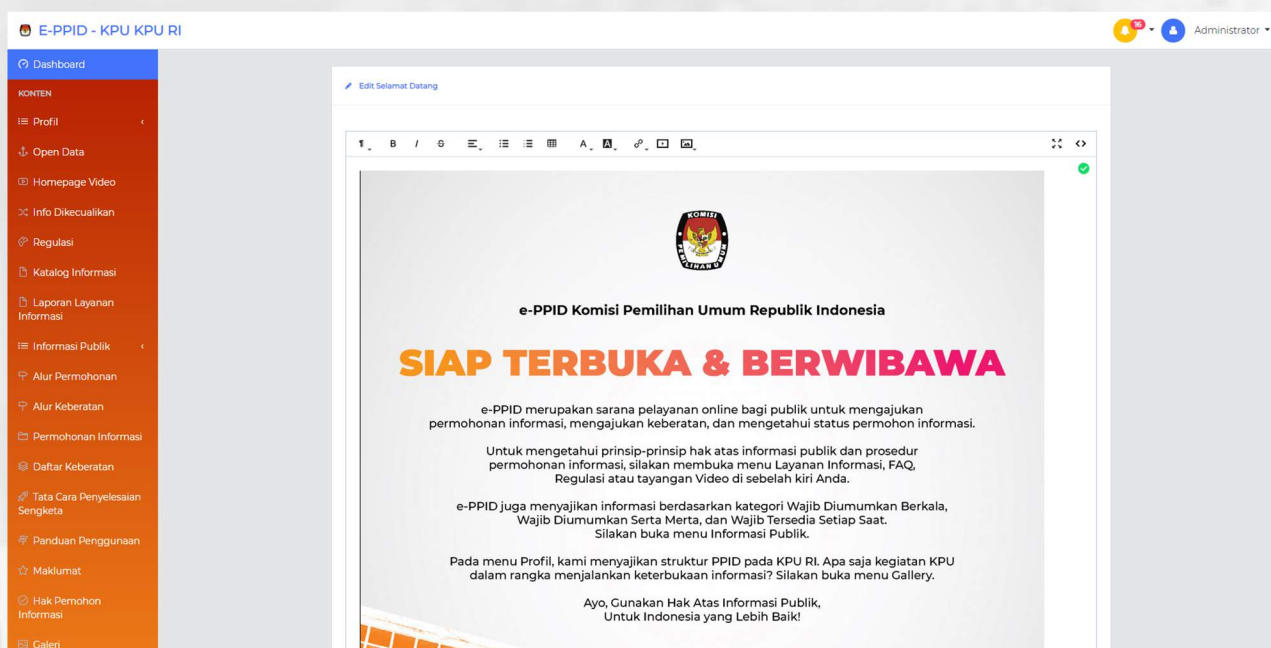 E-PPID - KPU KPU RI
16
Administrator
Dashboard
KONTEN
Profil
Open Data
Homepage Video
Info Dikecualikan
Regulasi
Katalog Informasi
Laporan Layanan
Informasi
Informasi Publik
Alur Permohonan
Alur Keberatan
Permohonan Informasi
Daftar Keberatan
Tata Cara Penyelesaian
Sengketa
Panduan Penggunaan
Maklumat
Hak Pemohon
Informasi
Galeri
Edit Selamat Datang
KOMISI
PEMILIHAN UMUM
e-PPID Komisi Pemilihan Umum Republik Indonesia
SIAP TERBUKA & BERWIBAWA
e-PPID merupakan sarana pelayanan online bagi publik untuk mengajukan
permohonan informasi, mengajukan keberatan, dan mengetahui status permohon informasi.
Untuk mengetahui prinsip-prinsip hak atas informasi publik dan prosedur
permohonan informasi, silakan membuka menu Layanan Informasi, FAQ,
Regulasi atau tayangan Video di sebelah kiri Anda.
e-PPID juga menyajikan informasi berdasarkan kategori Wajib Diumumkan Berkala,
Wajib Diumumkan Serta Merta, dan Wajib Tersedia Setiap Saat.
Silakan buka menu Informasi Publik.
Pada menu Profil, kami menyajikan struktur PPID pada KPU RI. Apa saja kegiatan KPU
dalam rangka menjalankan keterbukaan informasi? Silakan buka menu Gallery.
Ayo, Gunakan Hak Atas Informasi Publik,
Untuk Indonesia yang Lebih Baik!